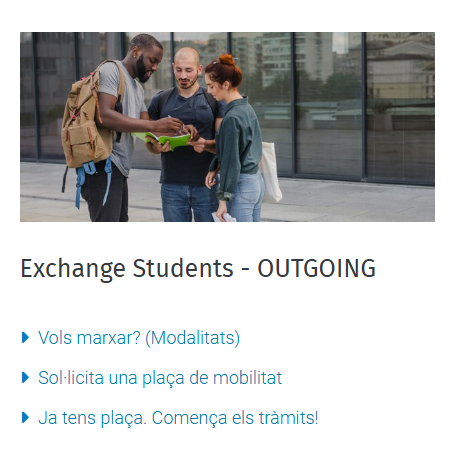 Exchange Students - OUTGOING
Vols marxar? (Modalitats)
Sol·licita una plaça de mobilitat
Ja tens plaça. Comença els tràmits!